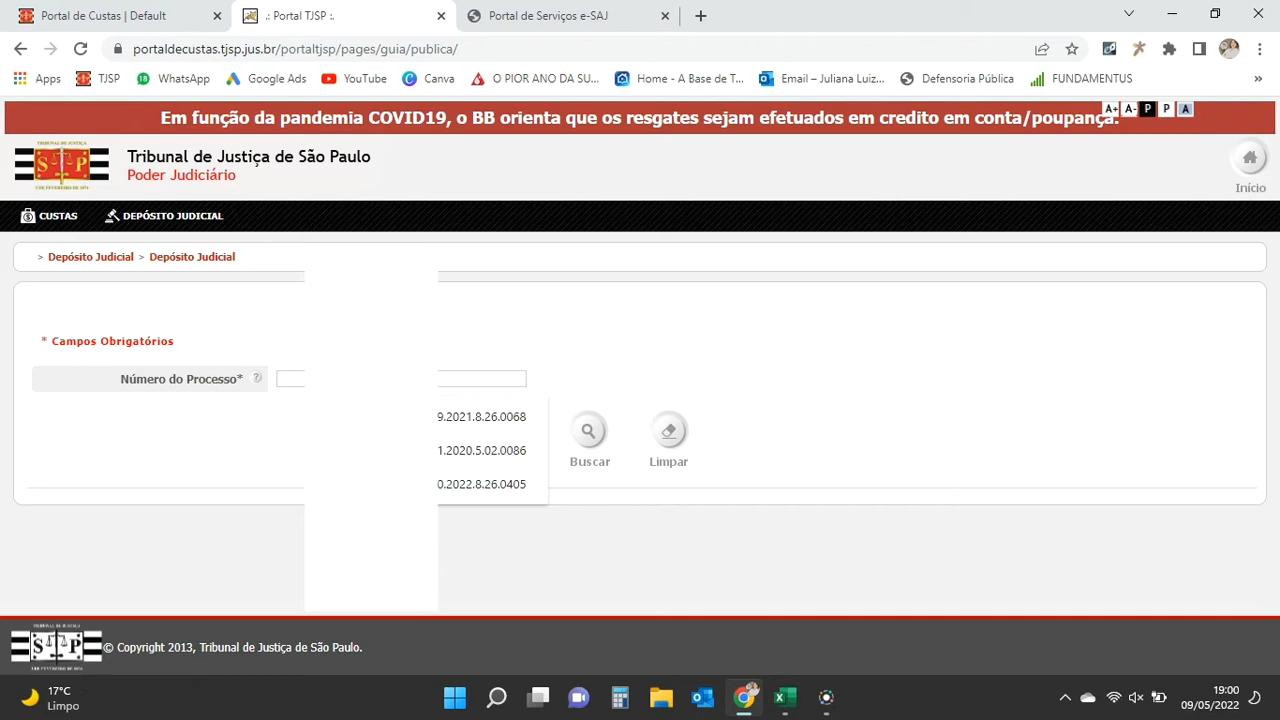 Portal de Custas | Default
.: Portal TJSP :.
Portal de Serviços e-SAJ
portaldecustas.tjsp.jus.br/portaltjsp/pages/guia/publica/
Apps
TJSP
WhatsApp
Google Ads
YouTube
Canva
O PIOR ANO DA SU...
Home - A Base de T...
Email – Juliana Luiz...
Defensoria Pública
FUNDAMENTUS
»
Em função da pandemia COVID19, o BB orienta que os resgates sejam efetuados em credito em conta/poupança.
A+ A- P P A
Tribunal de Justiça de São Paulo
Poder Judiciário
Início
CUSTAS
DEPÓSITO JUDICIAL
> Depósito Judicial > Depósito Judicial
* Campos Obrigatórios
Número do Processo* ?
9.2021.8.26.0068
1.2020.5.02.0086
0.2022.8.26.0405
Buscar
Limpar
S P
© Copyright 2013, Tribunal de Justiça de São Paulo.
17°C
Limpo
19:00
09/05/2022